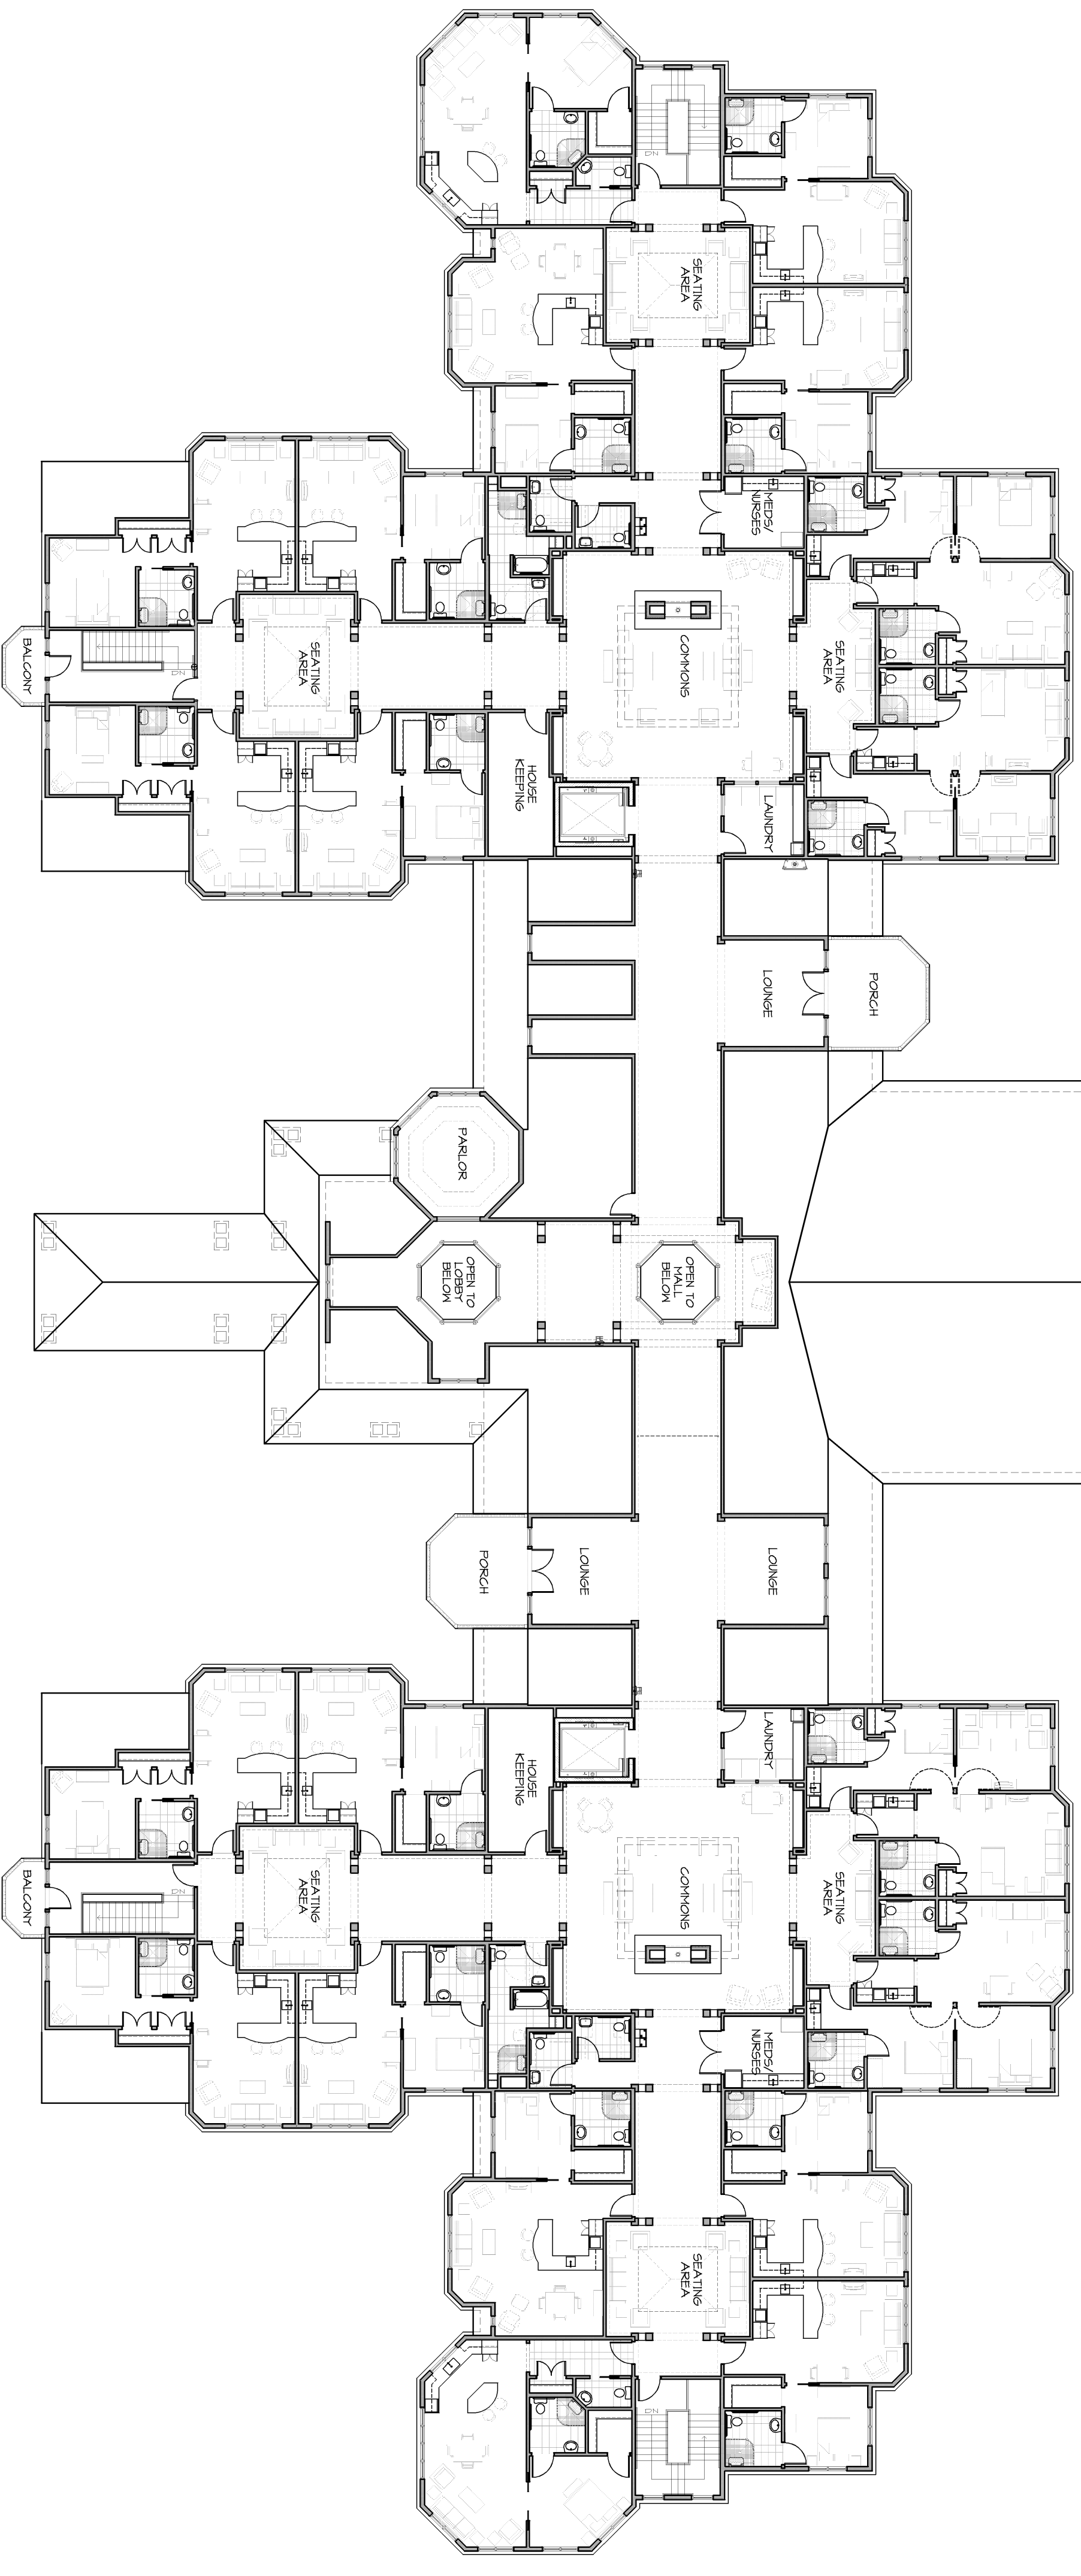 DN
SEATING
AREA
MEDS/
NURSES
BALCONY
DN
SEATING
AREA
COMMONS
SEATING
AREA
HOUSE
KEEPING
LAUNDRY
LOUNGE
PORCH
PARLOR
OPEN TO
LOBBY
BELOW
OPEN TO
MALL
BELOW
PORCH
LOUNGE
LOUNGE
HOUSE
KEEPING
LAUNDRY
BALCONY
DN
SEATING
AREA
COMMONS
SEATING
AREA
MEDS/
NURSES
SEATING
AREA
DN